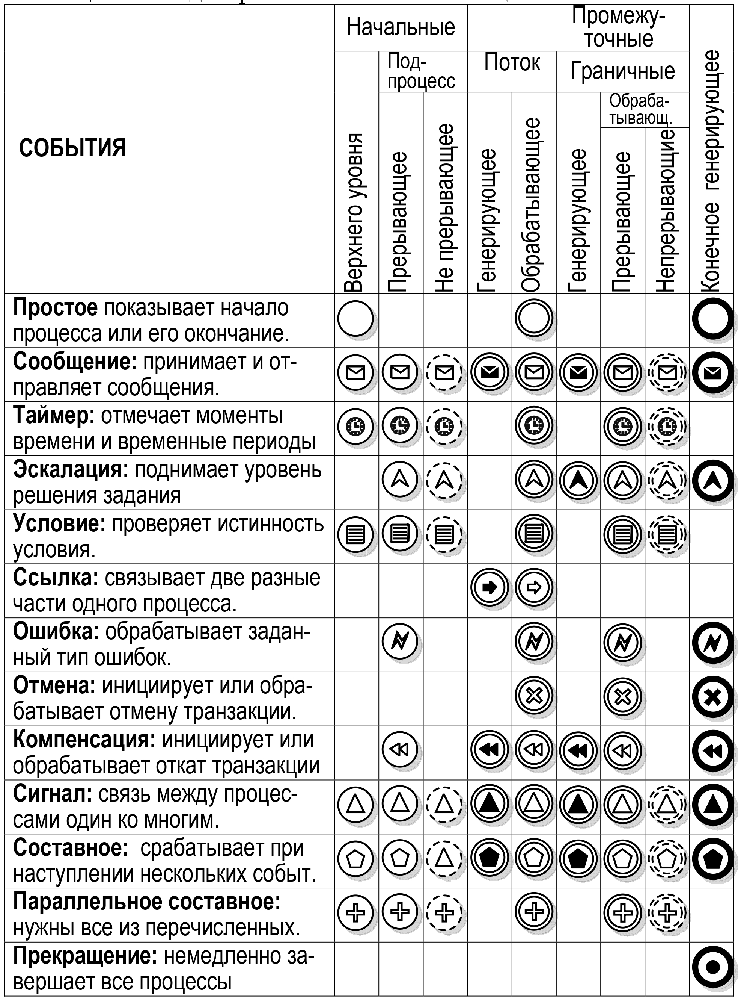 Начальные
Промежу-
точные
Под-
процесс
Поток
Граничные
Обраба-
тывающ.
СОБЫТИЯ
Верхнего уровня
Прерывающее
Не прерывающее
Генерирующее
Обрабатывающее
Генерирующее
Прерывающее
Непрерывающие
Конечное генерирующее
Простое показывает начало
процесса или его окончание.
Сообщение: принимает и от-
правляет сообщения.
Таймер: отмечает моменты
времени и временные периоды
Эскалация: поднимает уровень
решения задания
Условие: проверяет истинность
условия.
Ссылка: связывает две разные
части одного процесса.
Ошибка: обрабатывает задан-
ный тип ошибок.
Отмена: инициирует или обра-
батывает отмену транзакции.
Компенсация: инициирует или
обрабатывает откат транзакции
Сигнал: связь между процес-
сами один ко многим.
Составное: срабатывает при
наступлении нескольких событ.
Параллельное составное:
нужны все из перечисленных.
Прекращение: немедленно за-
вершает все процессы